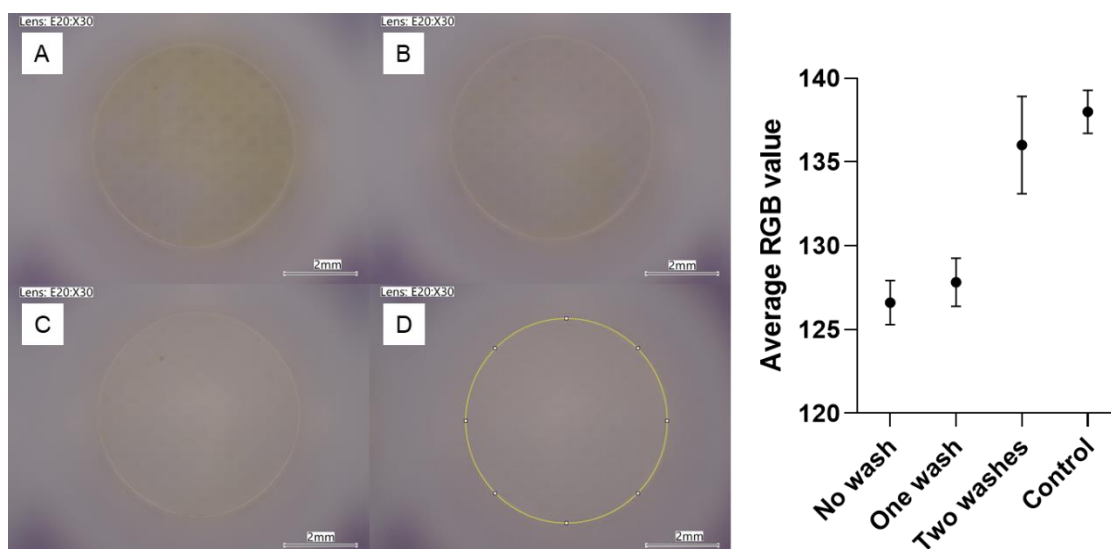 Lens: E20:X30
A
2mm
Lens: E20:X30
B
2mm
Lens: E20:X30
C
2mm
Lens: E20:X30
D
2mm
Average RGB value
140
135
130
125
120
No wash
One wash
Two washes
Control